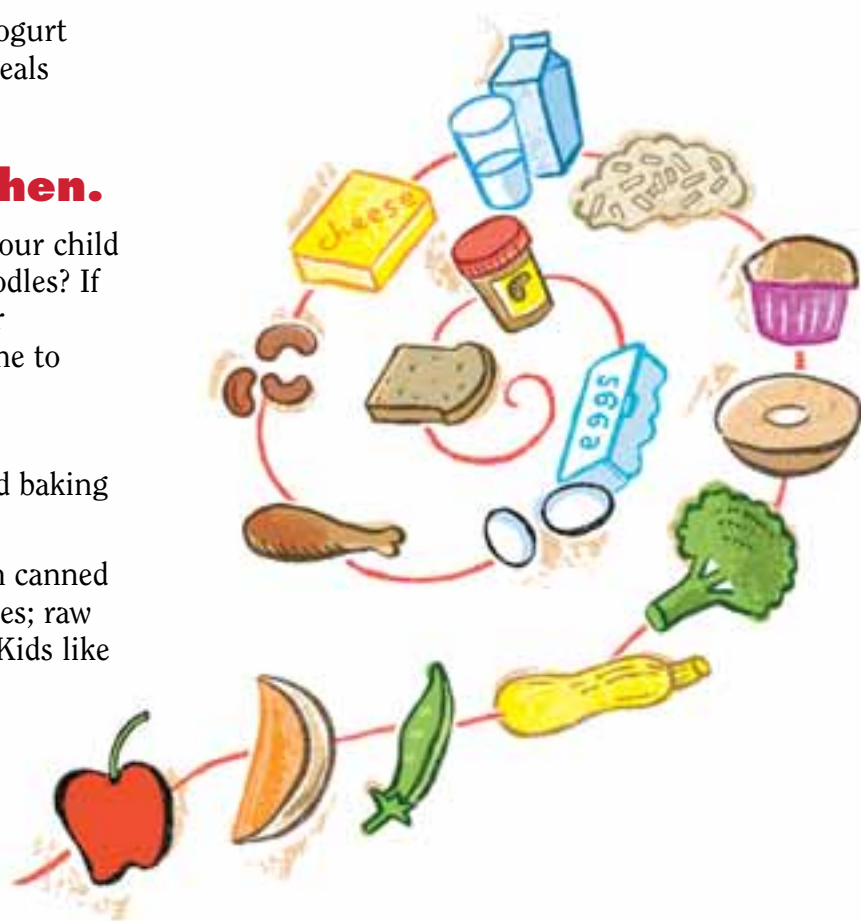 ogurt
eals
hen.
our child
odles? If
r
ne to
d baking
n canned
es; raw
Kids like
cheese
eggs